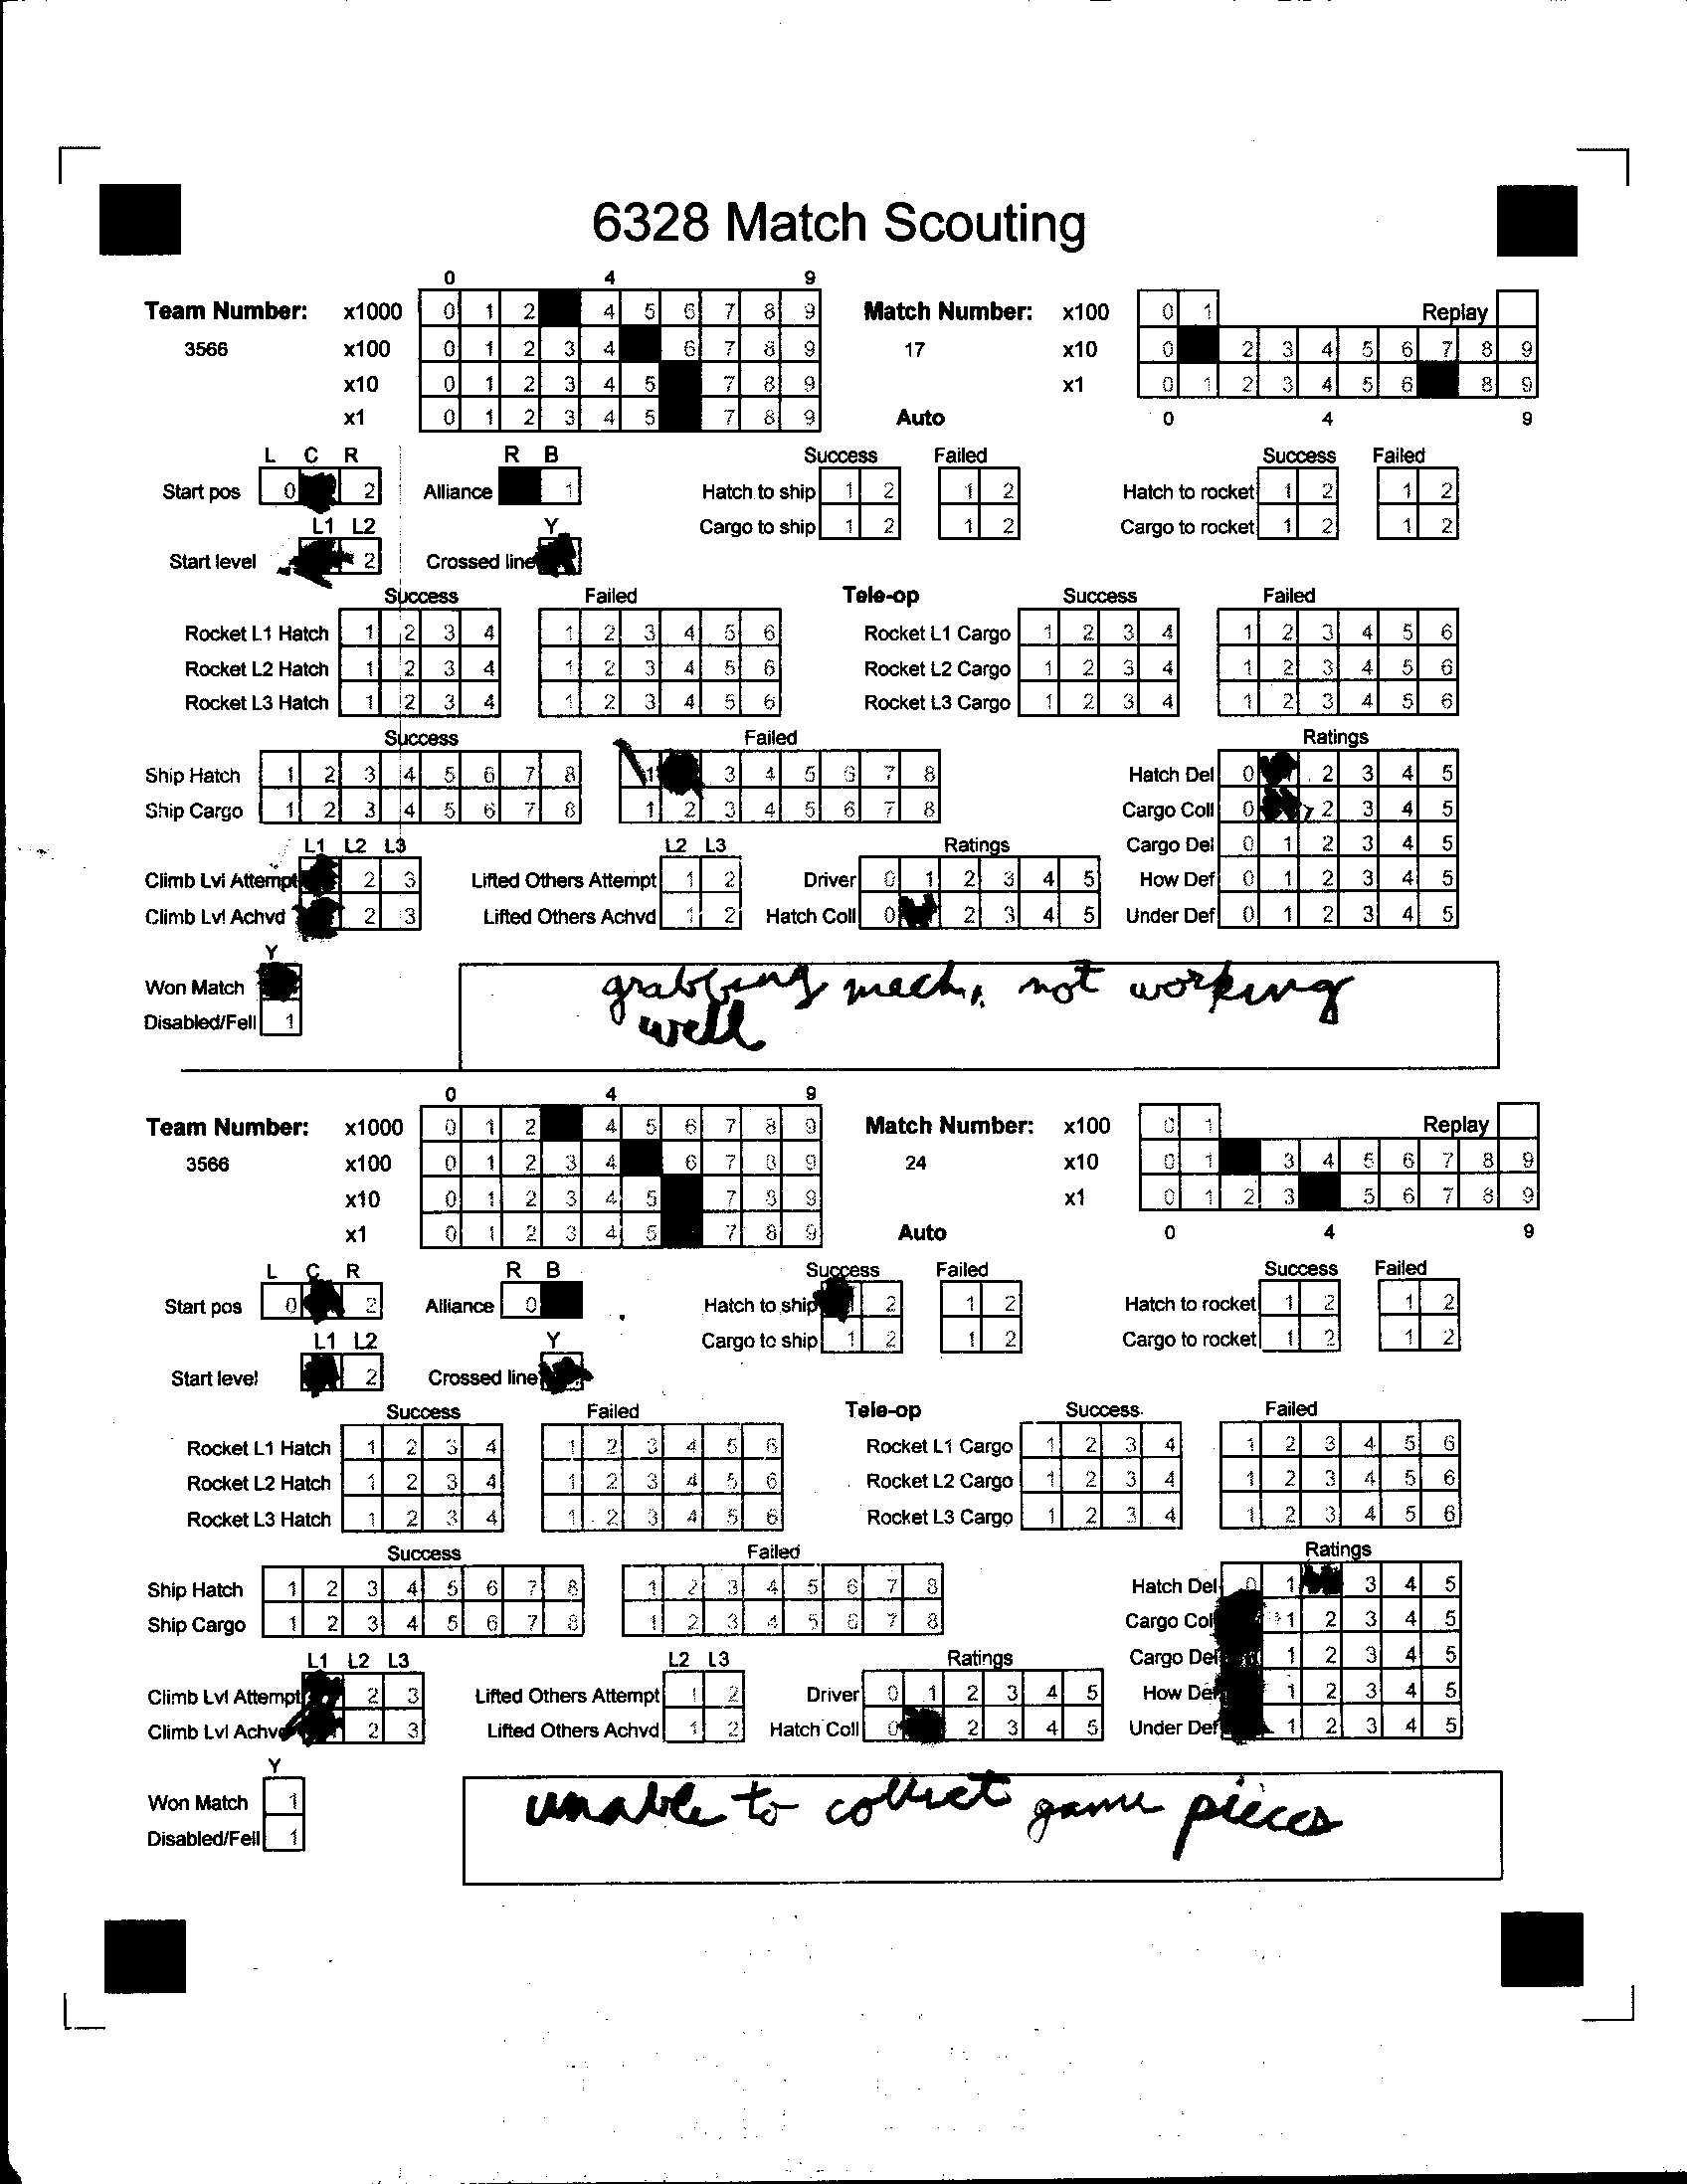 6328 Match Scouting
0 4 9
Team Number: x1000 0 1 2 4 5 6 7 8 9 Match Number: x100 0 1 Replay
3566 x100 0 1 2 3 4 6 7 8 9 17 x10 0 2 3 4 5 6 7 8 9
x10 0 1 2 3 4 5 7 8 9 x1 0 1 2 3 4 5 6 8 9
x1 0 1 2 3 4 5 7 8 9 Auto 0 4 9
L C R R B Success Failed Success Failed
Start pos 0 2 Alliance 1 Hatch to ship 1 2 1 2 Hatch to rocket 1 2 1 2
L1 L2 Y Cargo to ship 1 2 1 2 Cargo to rocket 1 2 1 2
Start level 2 Crossed line
Success Failed Tele-op Success Failed
Rocket L1 Hatch 1 2 3 4 1 2 3 4 5 6 Rocket L1 Cargo 1 2 3 4 1 2 3 4 5 6
Rocket L2 Hatch 1 2 3 4 1 2 3 4 5 6 Rocket L2 Cargo 1 2 3 4 1 2 3 4 5 6
Rocket L3 Hatch 1 2 3 4 1 2 3 4 5 6 Rocket L3 Cargo 1 2 3 4 1 2 3 4 5 6
Success Failed Ratings
Ship Hatch 1 2 3 4 5 6 7 8 1 3 4 5 6 7 8 Hatch Del 0 2 3 4 5
Ship Cargo 1 2 3 4 5 6 7 8 1 2 3 4 5 6 7 8 Cargo Coll 0 2 3 4 5
L1 L2 L3 L2 L3 Ratings Cargo Del 0 1 2 3 4 5
Climb Lvl Attempt 2 3 Lifted Others Attempt 1 2 Driver 0 1 2 3 4 5 How Def 0 1 2 3 4 5
Climb Lvl Achvd 2 3 Lifted Others Achvd 1 2 Hatch Coll 0 2 3 4 5 Under Def 0 1 2 3 4 5
Y
Won Match
Disabled/Fell 1
grabbing mech. not working
well
0 4 9
Team Number: x1000 0 1 2 4 5 6 7 8 9 Match Number: x100 0 1 Replay
3566 x100 0 1 2 3 4 6 7 8 9 24 x10 0 1 3 4 5 6 7 8 9
x10 0 1 2 3 4 5 7 8 9 x1 0 1 2 3 5 6 7 8 9
x1 0 1 2 3 4 5 7 8 9 Auto 0 4 9
L C R R B Success Failed Success Failed
Start pos 0 2 Alliance 0 Hatch to ship 2 1 2 Hatch to rocket 1 2 1 2
L1 L2 Y Cargo to ship 1 2 1 2 Cargo to rocket 1 2 1 2
Start level 2 Crossed line
Success Failed Tele-op Success Failed
Rocket L1 Hatch 1 2 3 4 1 2 3 4 5 6 Rocket L1 Cargo 1 2 3 4 1 2 3 4 5 6
Rocket L2 Hatch 1 2 3 4 1 2 3 4 5 6 Rocket L2 Cargo 1 2 3 4 1 2 3 4 5 6
Rocket L3 Hatch 1 2 3 4 1 2 3 4 5 6 Rocket L3 Cargo 1 2 3 4 1 2 3 4 5 6
Success Failed Ratings
Ship Hatch 1 2 3 4 5 6 7 8 1 2 3 4 5 6 7 8 Hatch Del 0 1 3 4 5
Ship Cargo 1 2 3 4 5 6 7 8 1 2 3 4 5 6 7 8 Cargo Coll 1 2 3 4 5
L1 L2 L3 L2 L3 Ratings Cargo Del 1 2 3 4 5
Climb Lvl Attempt 2 3 Lifted Others Attempt 1 2 Driver 0 1 2 3 4 5 How Def 1 2 3 4 5
Climb Lvl Achvd 2 3 Lifted Others Achvd 1 2 Hatch Coll 0 2 3 4 5 Under Def 1 2 3 4 5
Y
Won Match 1
Disabled/Fell 1
unable to collect game pieces